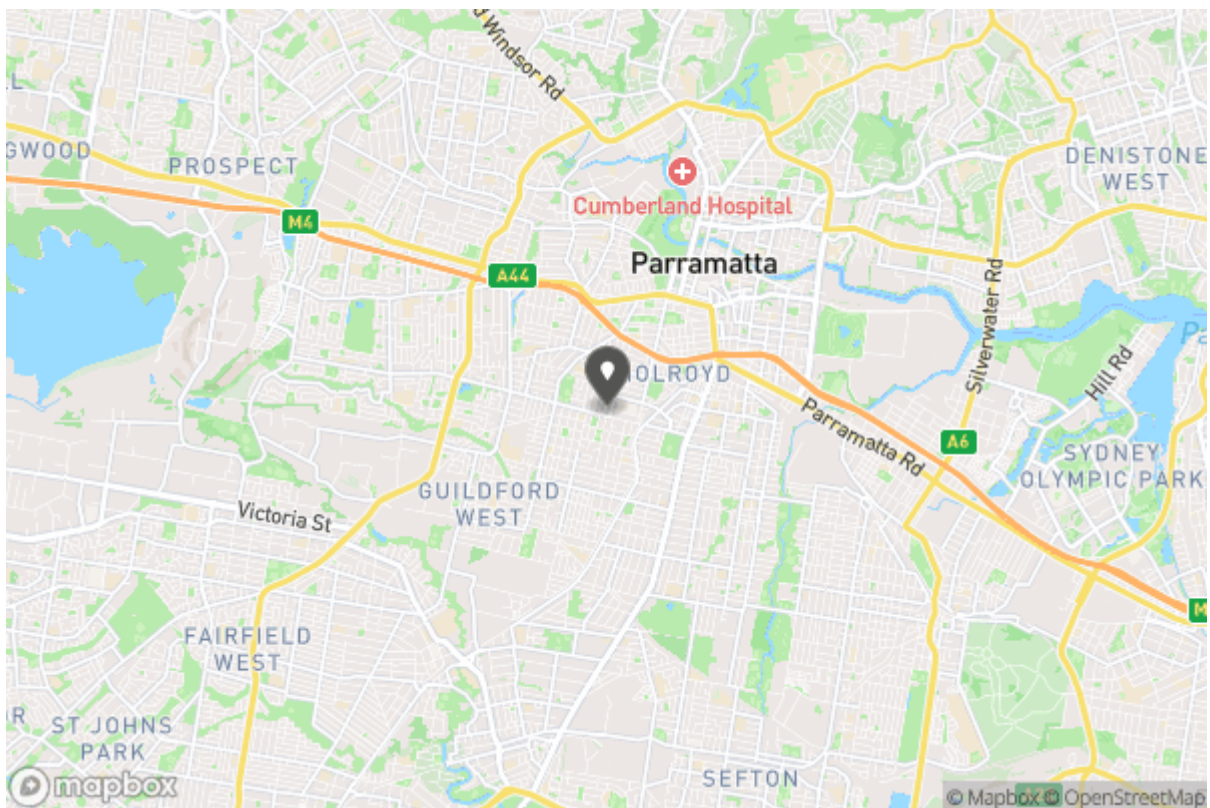 d Windsor Rd
GWOOD
PROSPECT
DENISTONE
WEST
Cumberland Hospital
M4
Parramatta
A44
Silverwater Rd
Hill Rd
HOLROYD
Parramatta Rd
A6
SYDNEY
OLYMPIC PARK
GUILDFORD
WEST
Victoria St
M
FAIRFIELD
WEST
ST JOHNS
PARK
SEFTON
mapbox
© Mapbox © OpenStreetMap